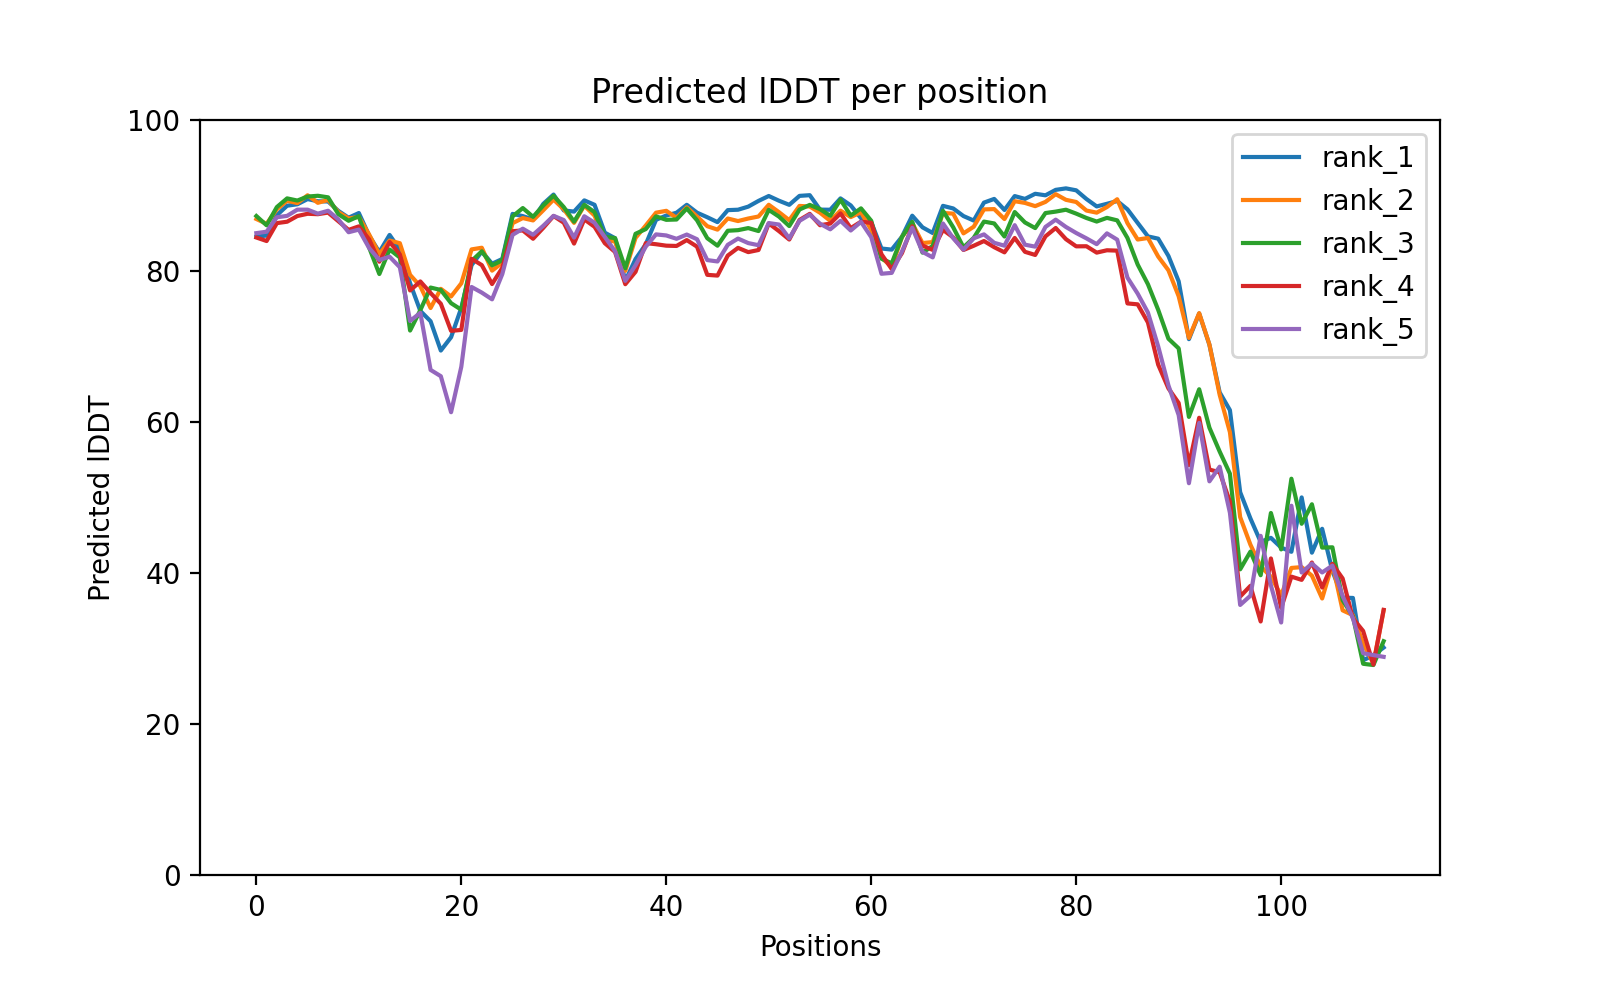 Predicted lDDT per position
100
80
60
40
20
0
Predicted lDDT
rank_1
rank_2
rank_3
rank_4
rank_5
0 20 40 60 80 100
Positions